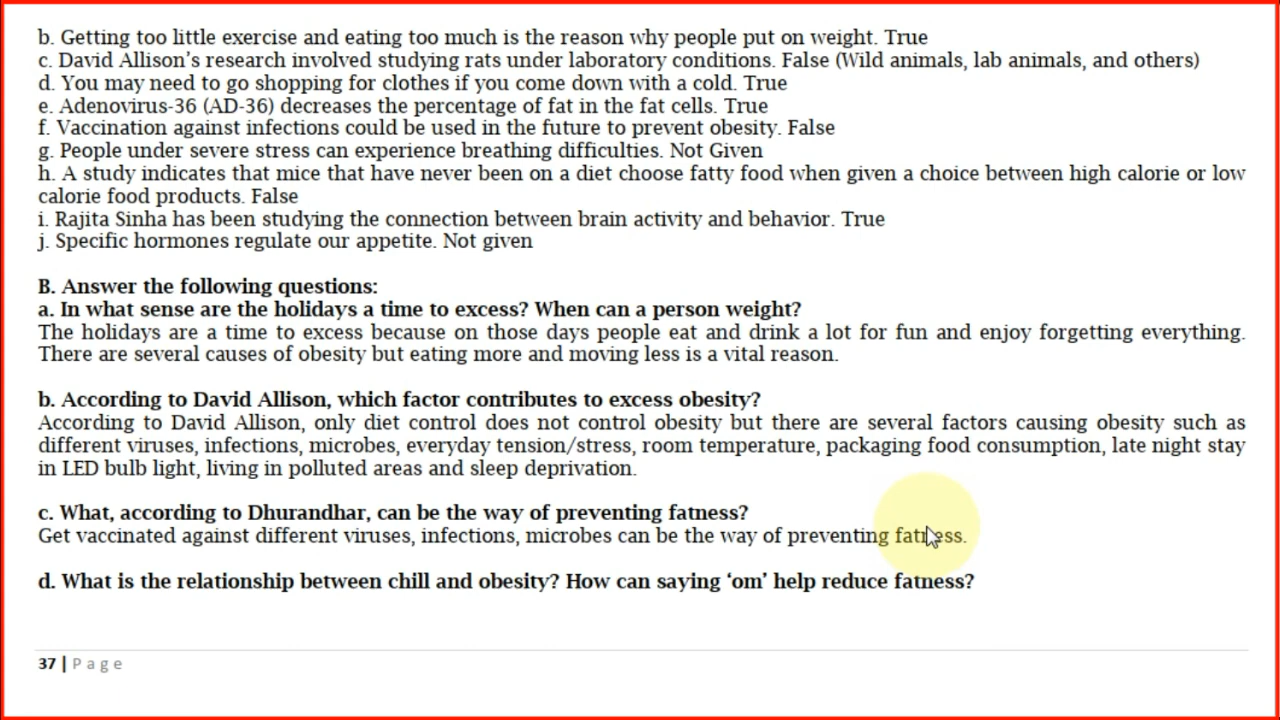 b. Getting too little exercise and eating too much is the reason why people put on weight. True
c. David Allison’s research involved studying rats under laboratory conditions. False (Wild animals, lab animals, and others)
d. You may need to go shopping for clothes if you come down with a cold. True
e. Adenovirus-36 (AD-36) decreases the percentage of fat in the fat cells. True
f. Vaccination against infections could be used in the future to prevent obesity. False
g. People under severe stress can experience breathing difficulties. Not Given
h. A study indicates that mice that have never been on a diet choose fatty food when given a choice between high calorie or low
calorie food products. False
i. Rajita Sinha has been studying the connection between brain activity and behavior. True
j. Specific hormones regulate our appetite. Not given
B. Answer the following questions:
a. In what sense are the holidays a time to excess? When can a person weight?
The holidays are a time to excess because on those days people eat and drink a lot for fun and enjoy forgetting everything.
There are several causes of obesity but eating more and moving less is a vital reason.
b. According to David Allison, which factor contributes to excess obesity?
According to David Allison, only diet control does not control obesity but there are several factors causing obesity such as
different viruses, infections, microbes, everyday tension/stress, room temperature, packaging food consumption, late night stay
in LED bulb light, living in polluted areas and sleep deprivation.
c. What, according to Dhurandhar, can be the way of preventing fatness?
Get vaccinated against different viruses, infections, microbes can be the way of preventing fatness.
d. What is the relationship between chill and obesity? How can saying ‘om’ help reduce fatness?
37 | Page